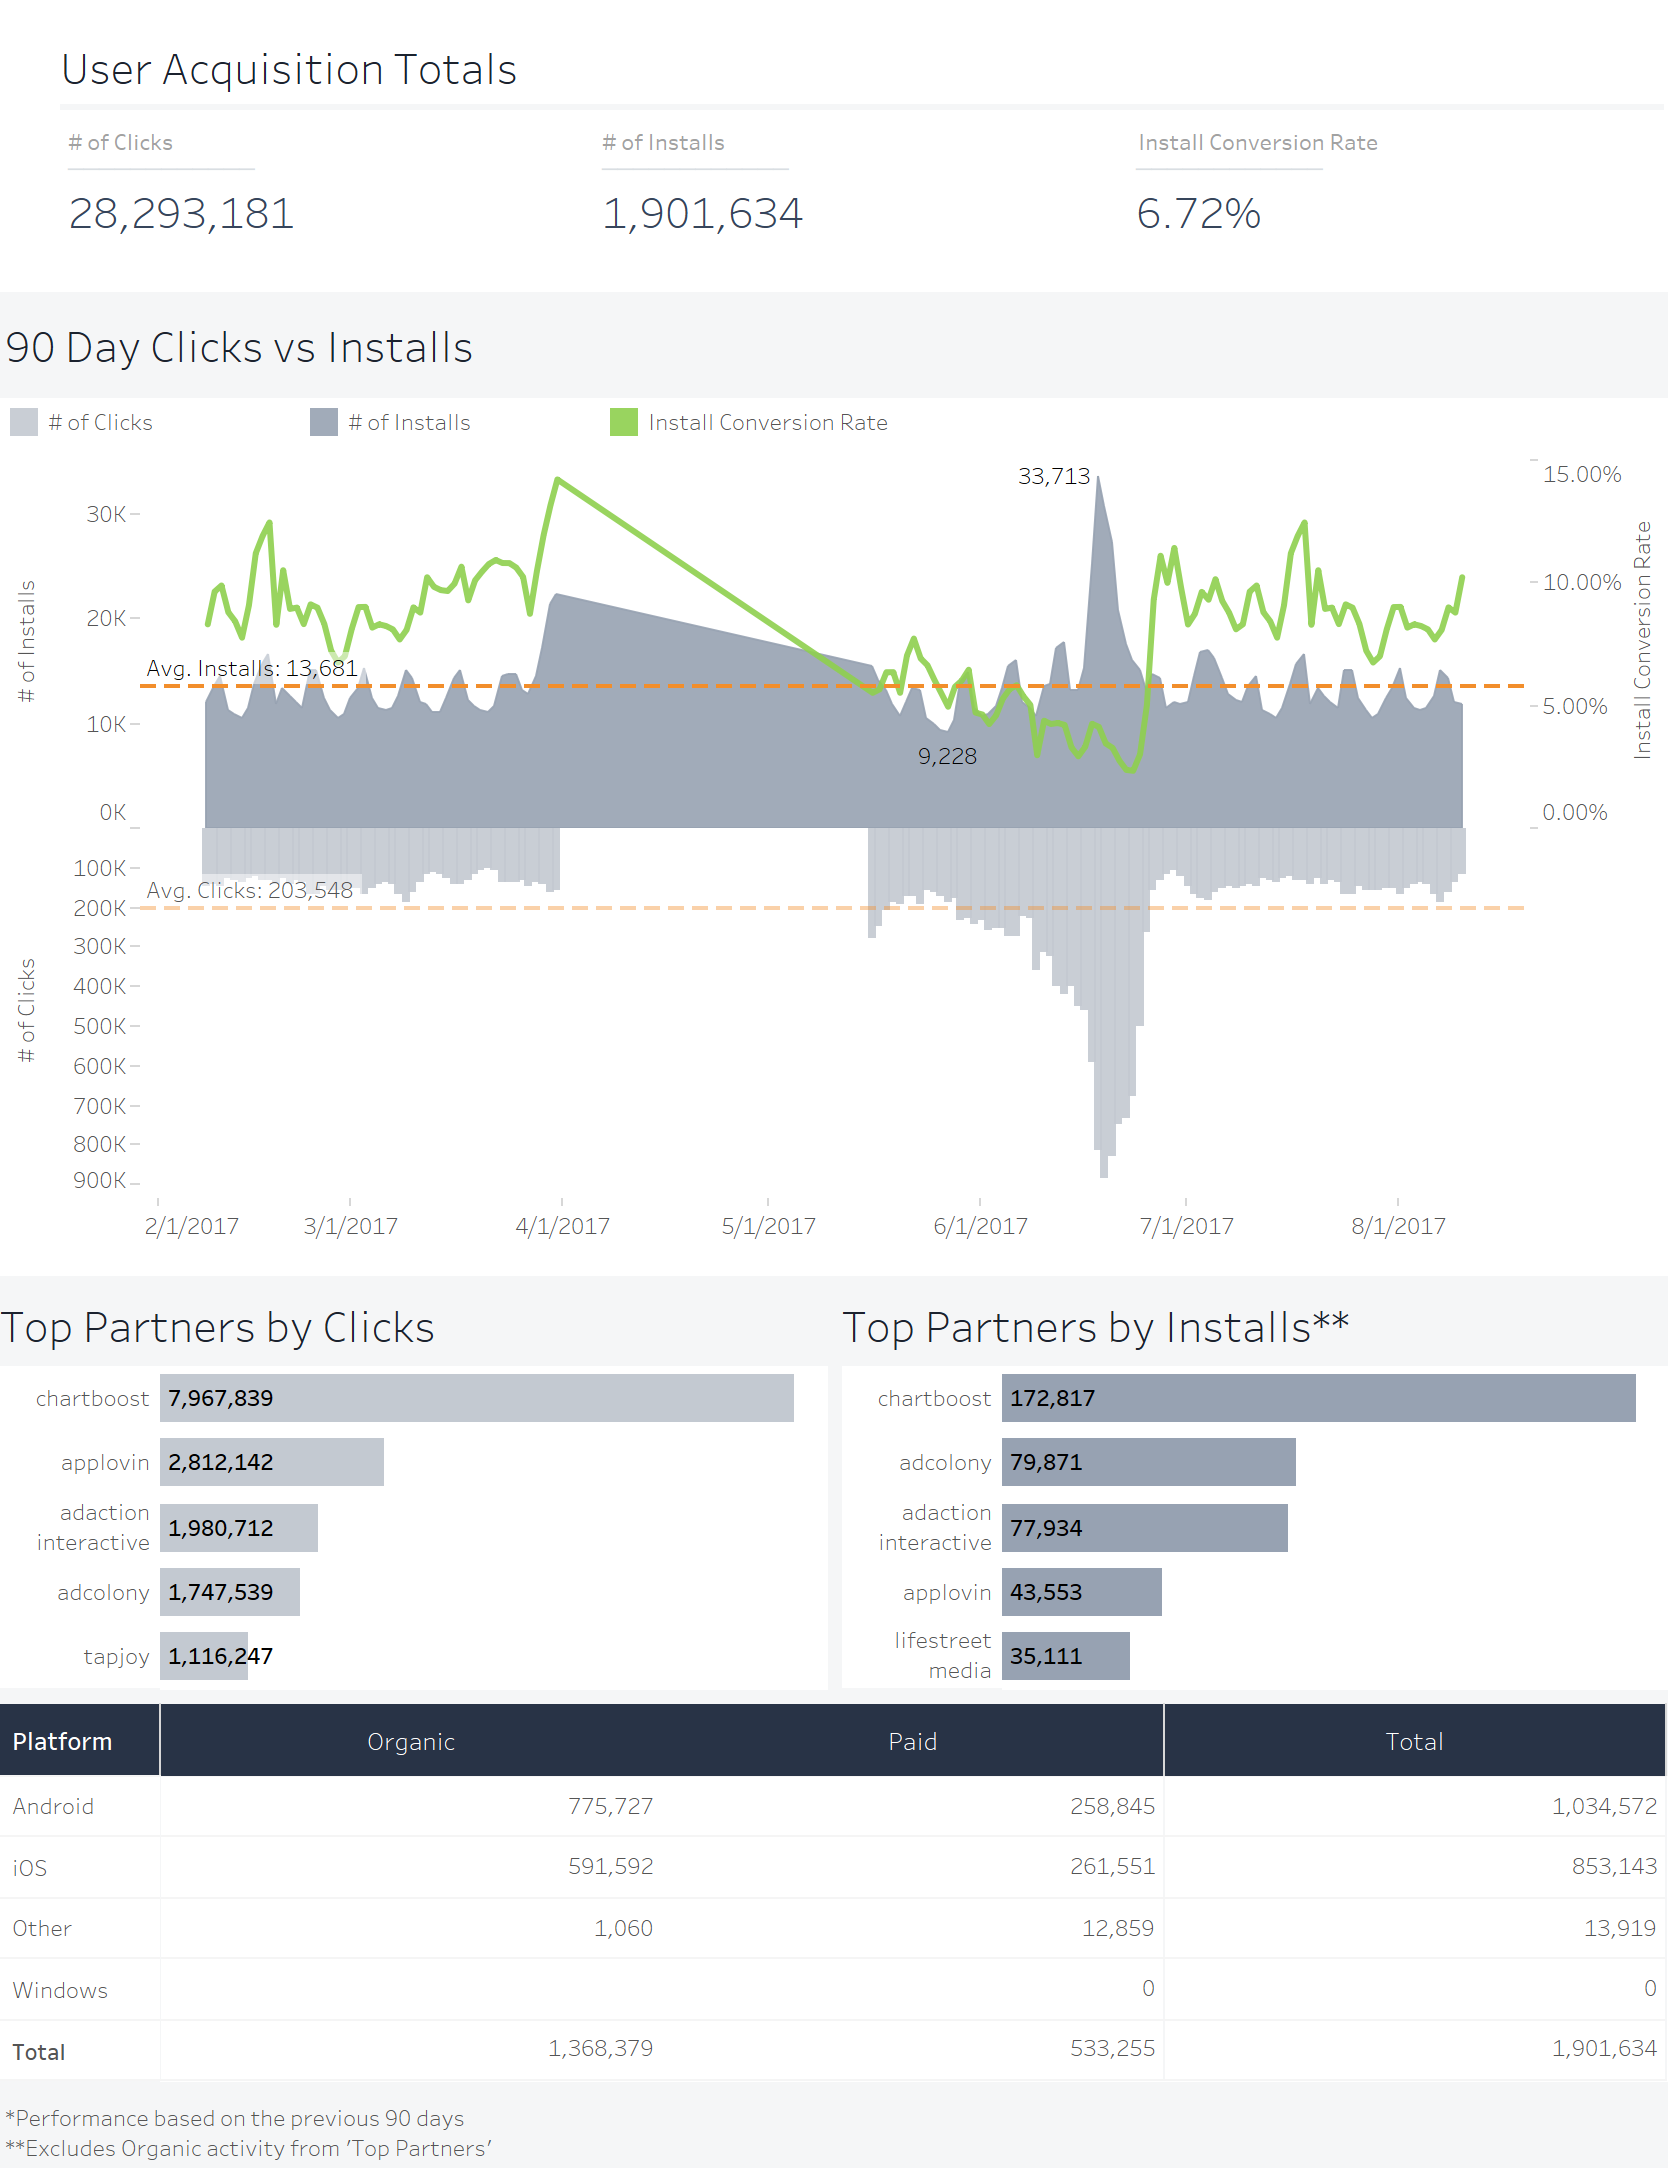 User Acquisition Totals
# of Clicks
# of Installs
Install Conversion Rate
28,293,181
1,901,634
6.72%
90 Day Clicks vs Installs
# of Clicks
# of Installs
Install Conversion Rate
# of Installs
30K
20K
10K
0K
Avg. Installs: 13,681
33,713
9,228
15.00%
10.00%
5.00%
0.00%
Install Conversion Rate
# of Clicks
100K
200K
300K
400K
500K
600K
700K
800K
900K
Avg. Clicks: 203,548
2/1/2017
3/1/2017
4/1/2017
5/1/2017
6/1/2017
7/1/2017
8/1/2017
Top Partners by Clicks
chartboost 7,967,839
applovin 2,812,142
adaction
interactive 1,980,712
adcolony 1,747,539
tapjoy 1,116,247
Top Partners by Installs**
chartboost 172,817
adcolony 79,871
adaction
interactive 77,934
applovin 43,553
lifestreet
media 35,111
Platform Organic Paid Total
Android 775,727 258,845 1,034,572
iOS 591,592 261,551 853,143
Other 1,060 12,859 13,919
Windows 0 0
Total 1,368,379 533,255 1,901,634
*Performance based on the previous 90 days
**Excludes Organic activity from 'Top Partners'